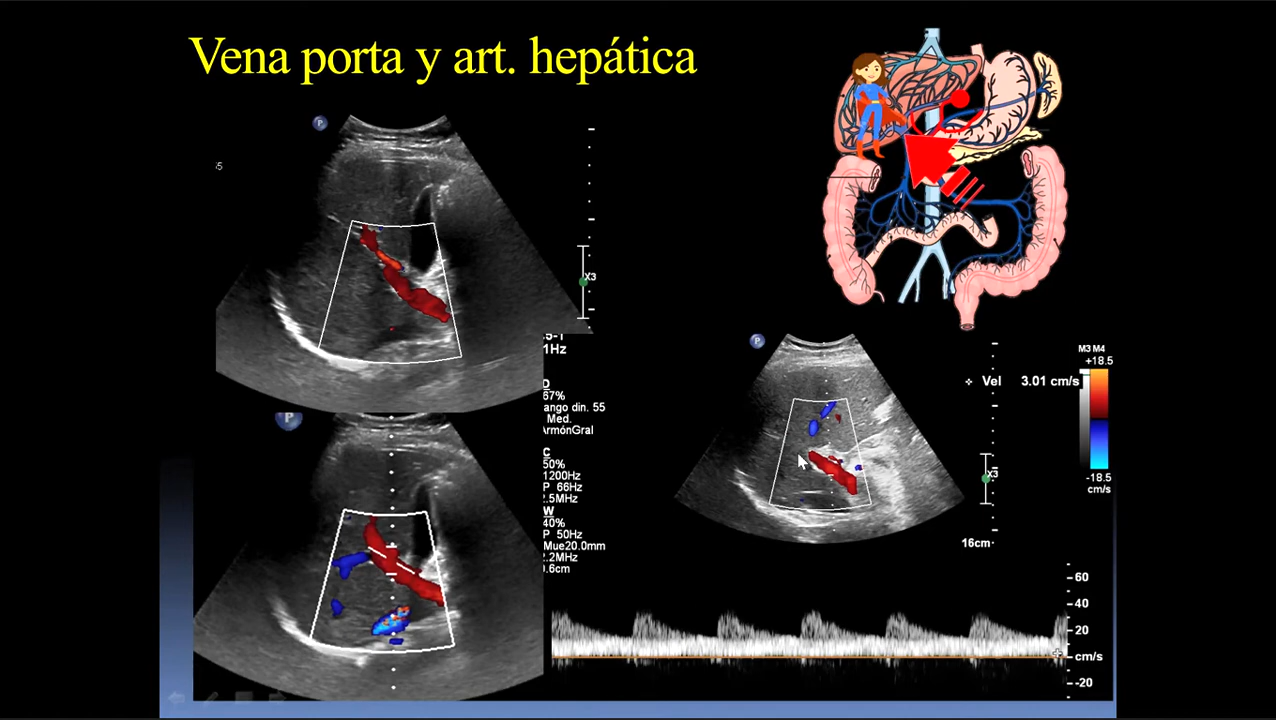 Vena porta y art. hepática
P
X3
5-1
1Hz
D
67%
ango din. 55
Med.
ArmónGral
C
50%
1200Hz
P 66Hz
2.5MHz
W
40%
P 50Hz
Mue20.0mm
2.2MHz
0.6cm
P
P
Vel 3.01 cm/s
M3 M4
+18.5
X3
-18.5
cm/s
16cm
60
40
20
cm/s
-20